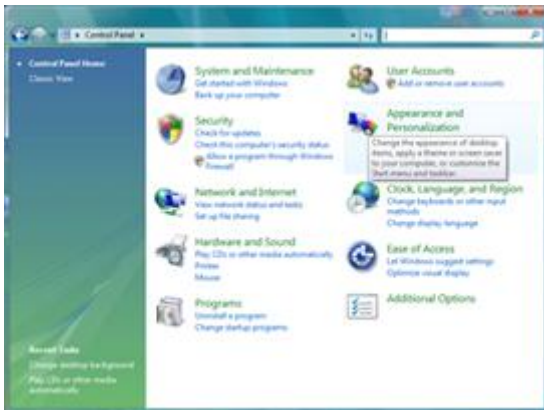 Control Panel
Control Panel Home
Classic View
System and Maintenance
Get started with Windows
Back up your computer
Security
Check for updates
Check this computer's security status
Allow a program through Windows
Firewall
Network and Internet
View network status and tasks
Set up file sharing
Hardware and Sound
Play CDs or other media automatically
Printer
Mouse
Programs
Uninstall a program
Change startup programs
User Accounts
Add or remove user accounts
Appearance and
Personalization
Change the appearance of desktop
items, apply a theme or screen saver
to your computer, or customize the
Start menu and taskbar.
Clock, Language, and Region
Change keyboards or other input
methods
Change display language
Ease of Access
Let Windows suggest settings
Optimize visual display
Additional Options
Recent Tasks
Change desktop background
Play CDs or other media
automatically